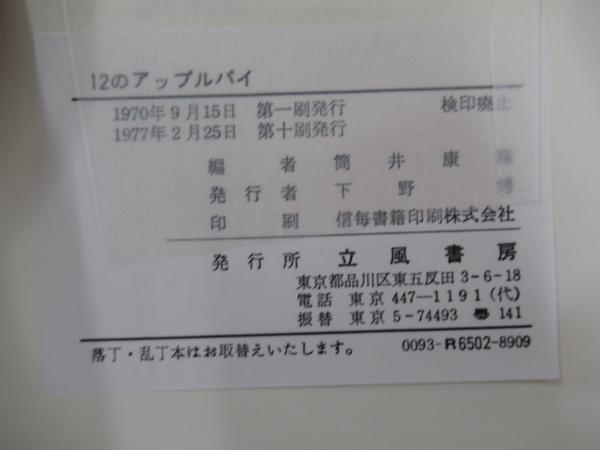 12のアップルパイ
1970年9月15日 第一刷発行 検印廃止
1977年2月25日 第十刷発行
編者 筒井康隆
発行者 下野博
印刷 信毎書籍印刷株式会社
発行所 立風書房
東京都品川区東五反田 3-6-18
電話 東京 447—1191(代)
振替 東京 5-74493 ☎ 141
落丁・乱丁本はお取替えいたします。 0093-R6502-8909